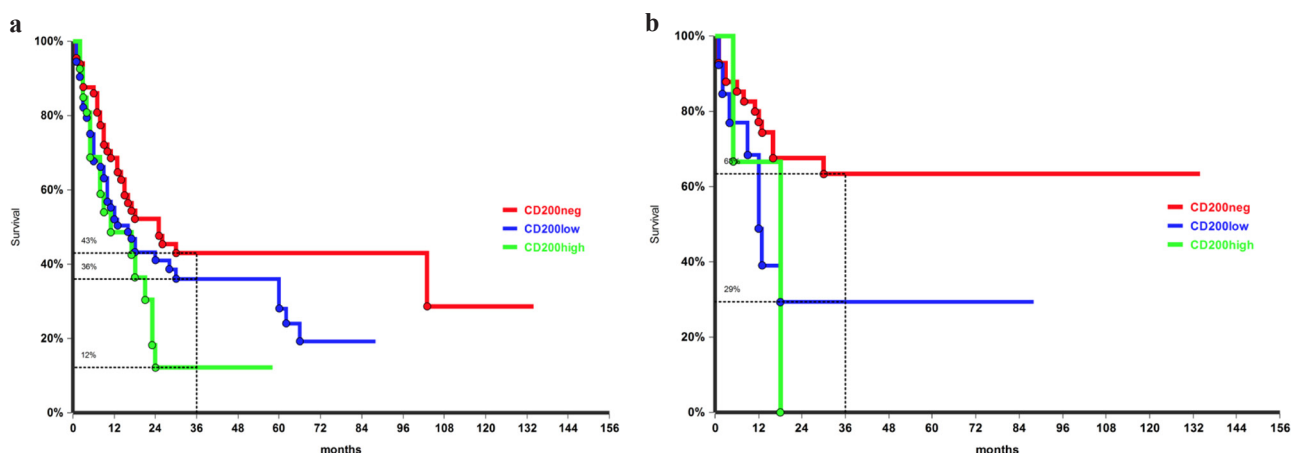 a
100%
80%
60%
40%
20%
0%
Survival
43%
36%
12%
CD200neg
CD200low
CD200high
0 12 24 36 48 60 72 84 96 108 120 132 144 156
months
b
100%
80%
60%
40%
20%
0%
Survival
29%
CD200neg
CD200low
CD200high
0 12 24 36 48 60 72 84 96 108 120 132 144 156
months